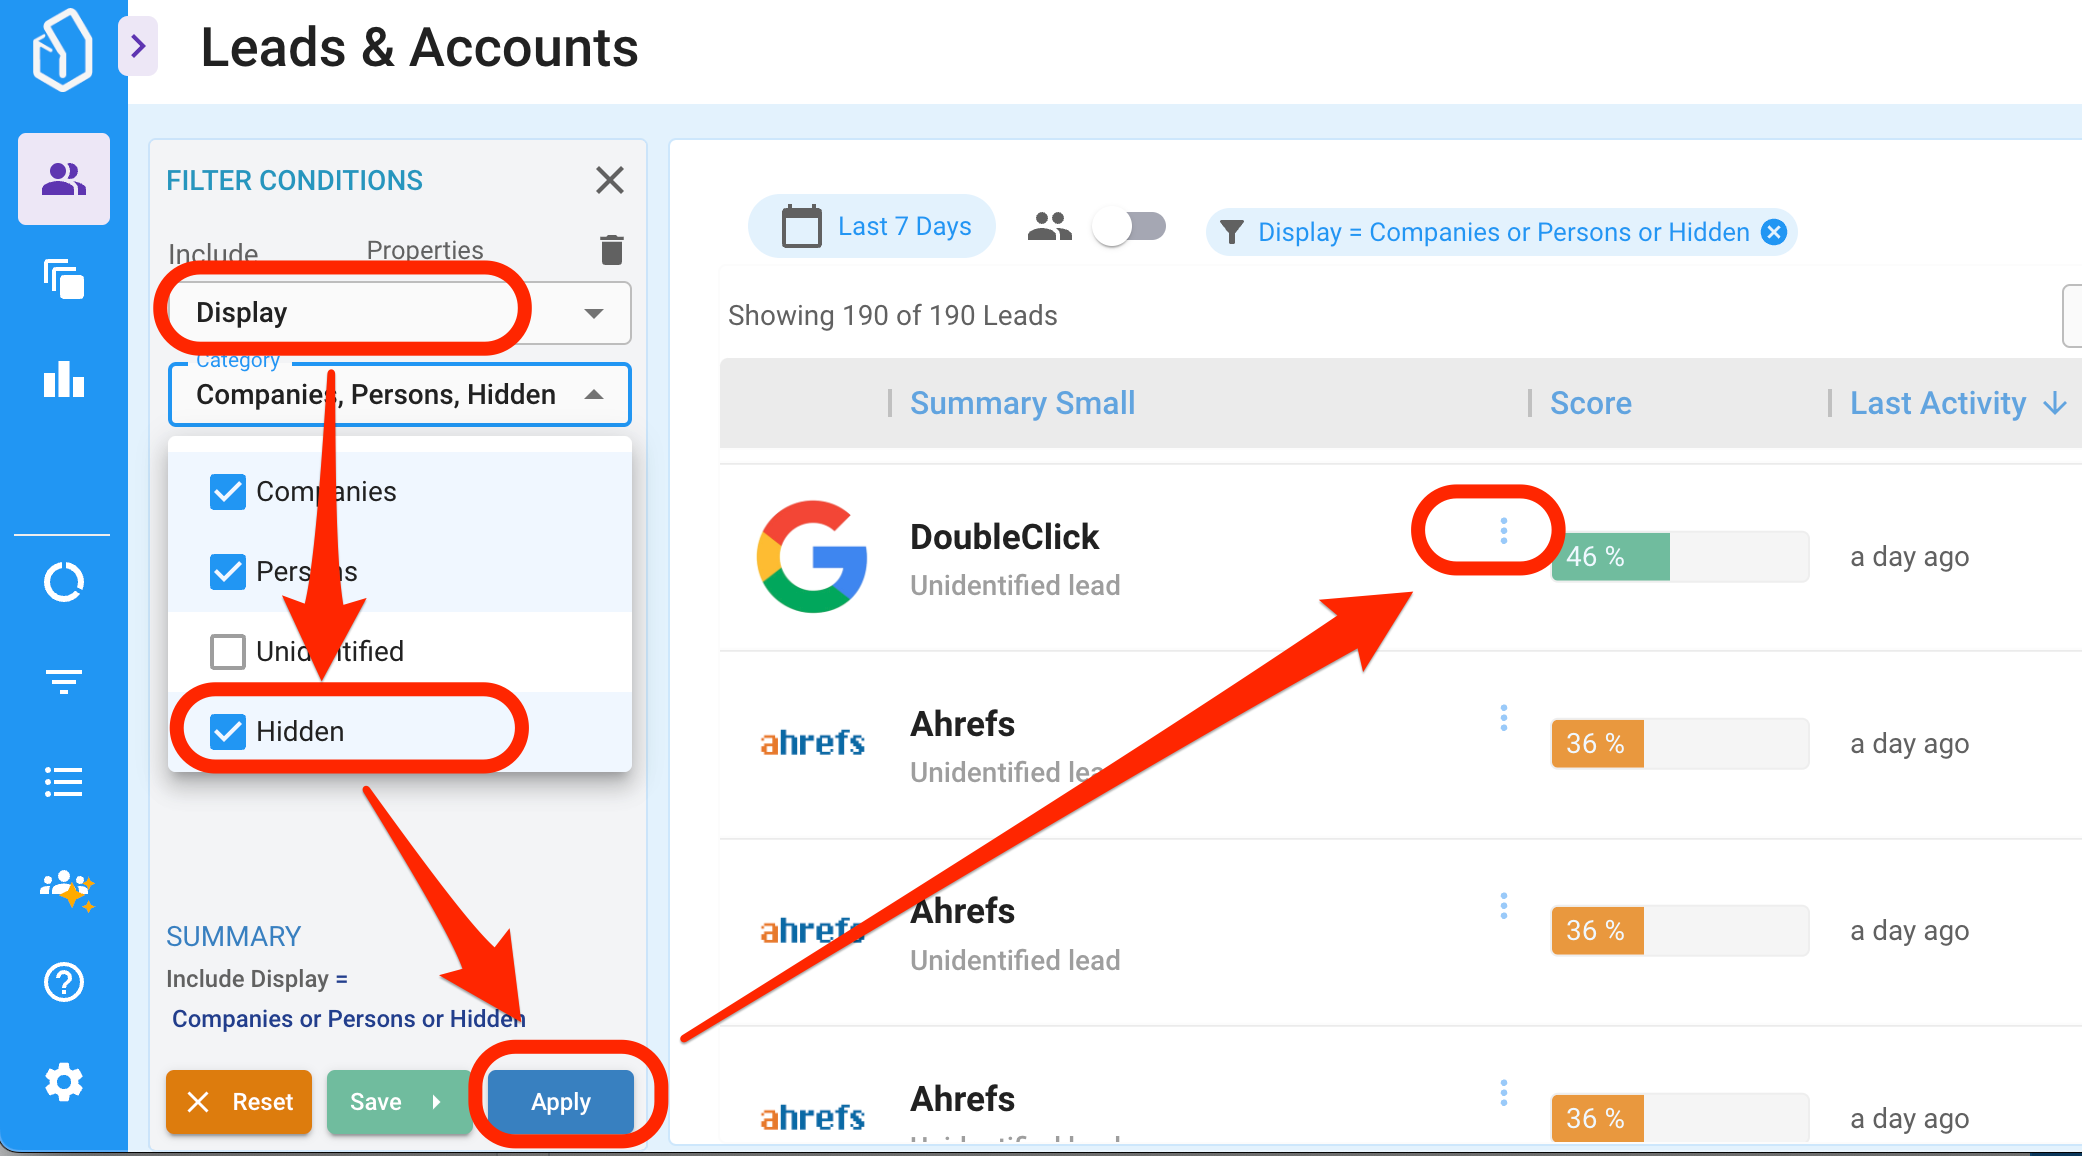 Leads & Accounts
FILTER CONDITIONS
Include Properties
Display
Category
Companies, Persons, Hidden
Companies
Persons
Unidentified
Hidden
SUMMARY
Include Display =
Companies or Persons or Hidden
Reset Save Apply
Last 7 Days Display = Companies or Persons or Hidden
Showing 190 of 190 Leads
Summary Small Score Last Activity
DoubleClick
Unidentified lead
46 % a day ago
ahrefs Ahrefs
Unidentified lead
36 % a day ago
ahrefs Ahrefs
Unidentified lead
36 % a day ago
ahrefs Ahrefs
36 % a day ago